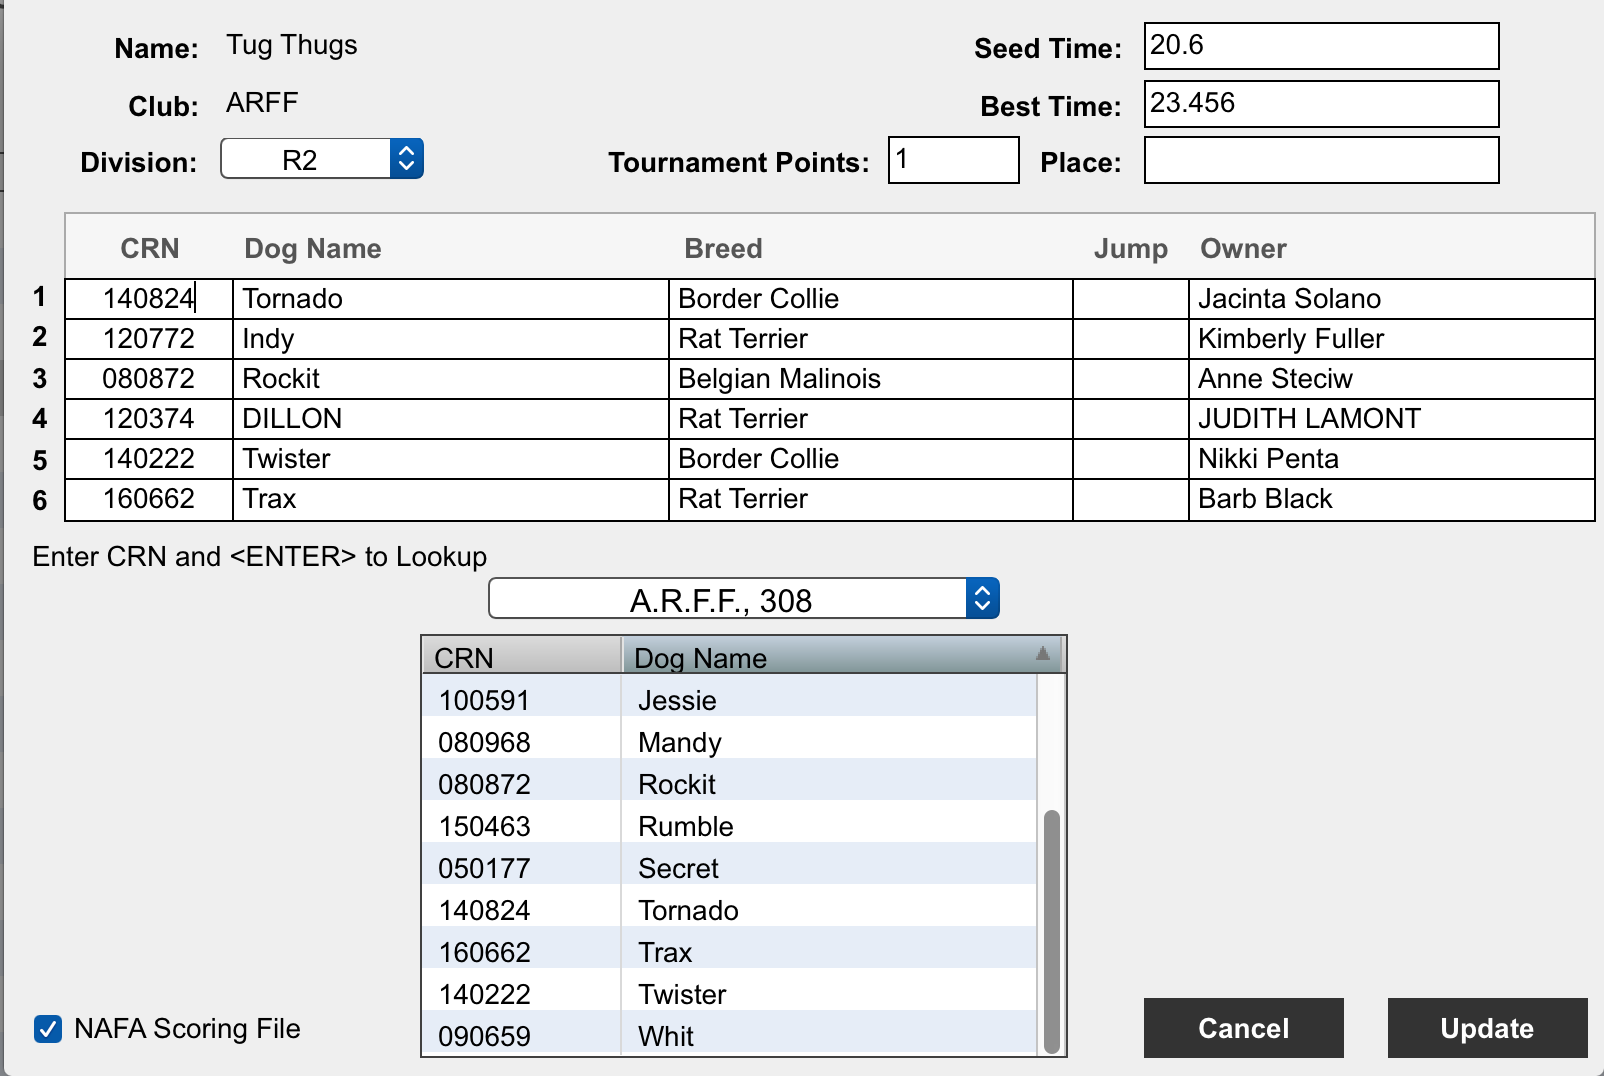 Name: Tug Thugs Seed Time: 20.6
Club: ARFF Best Time: 23.456
Division: R2 Tournament Points: 1 Place:
CRN Dog Name Breed Jump Owner
1 140824 Tornado Border Collie Jacinta Solano
2 120772 Indy Rat Terrier Kimberly Fuller
3 080872 Rockit Belgian Malinois Anne Steciw
4 120374 DILLON Rat Terrier JUDITH LAMONT
5 140222 Twister Border Collie Nikki Penta
6 160662 Trax Rat Terrier Barb Black
Enter CRN and <ENTER> to Lookup
A.R.F.F., 308
CRN Dog Name
100591 Jessie
080968 Mandy
080872 Rockit
150463 Rumble
050177 Secret
140824 Tornado
160662 Trax
140222 Twister
090659 Whit
NAFA Scoring File
Cancel Update